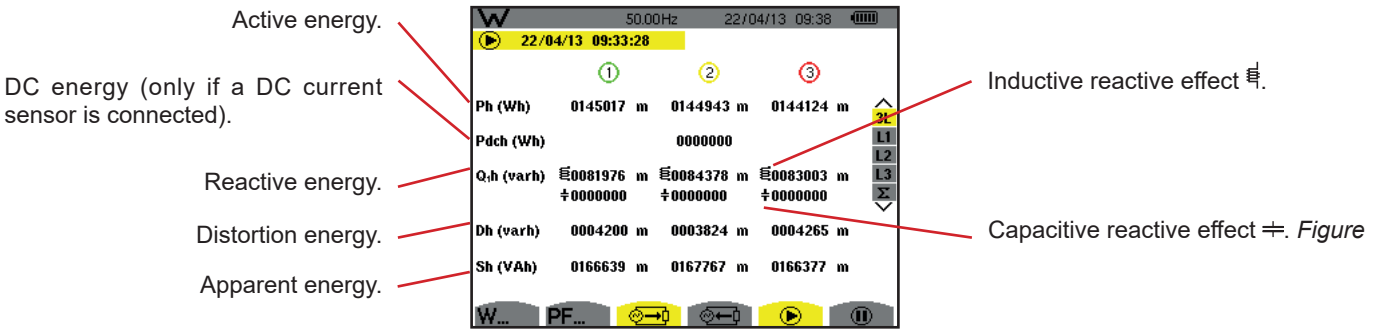 Active energy.
DC energy (only if a DC current
sensor is connected).
Reactive energy.
Distortion energy.
Apparent energy.
W 50.00Hz 22/04/13 09:38
22/04/13 09:33:28
1 2 3
Ph (Wh) 0145017 m 0144943 m 0144124 m
Pdch (Wh) 0000000
Q₁h (varh) 0081976 m 0084378 m 0083003 m
0000000 0000000 0000000
Dh (varh) 0004200 m 0003824 m 0004265 m
Sh (VAh) 0166639 m 0167767 m 0166377 m
3L
L1
L2
L3
Σ
W... PF...
Inductive reactive effect .
Capacitive reactive effect . Figure